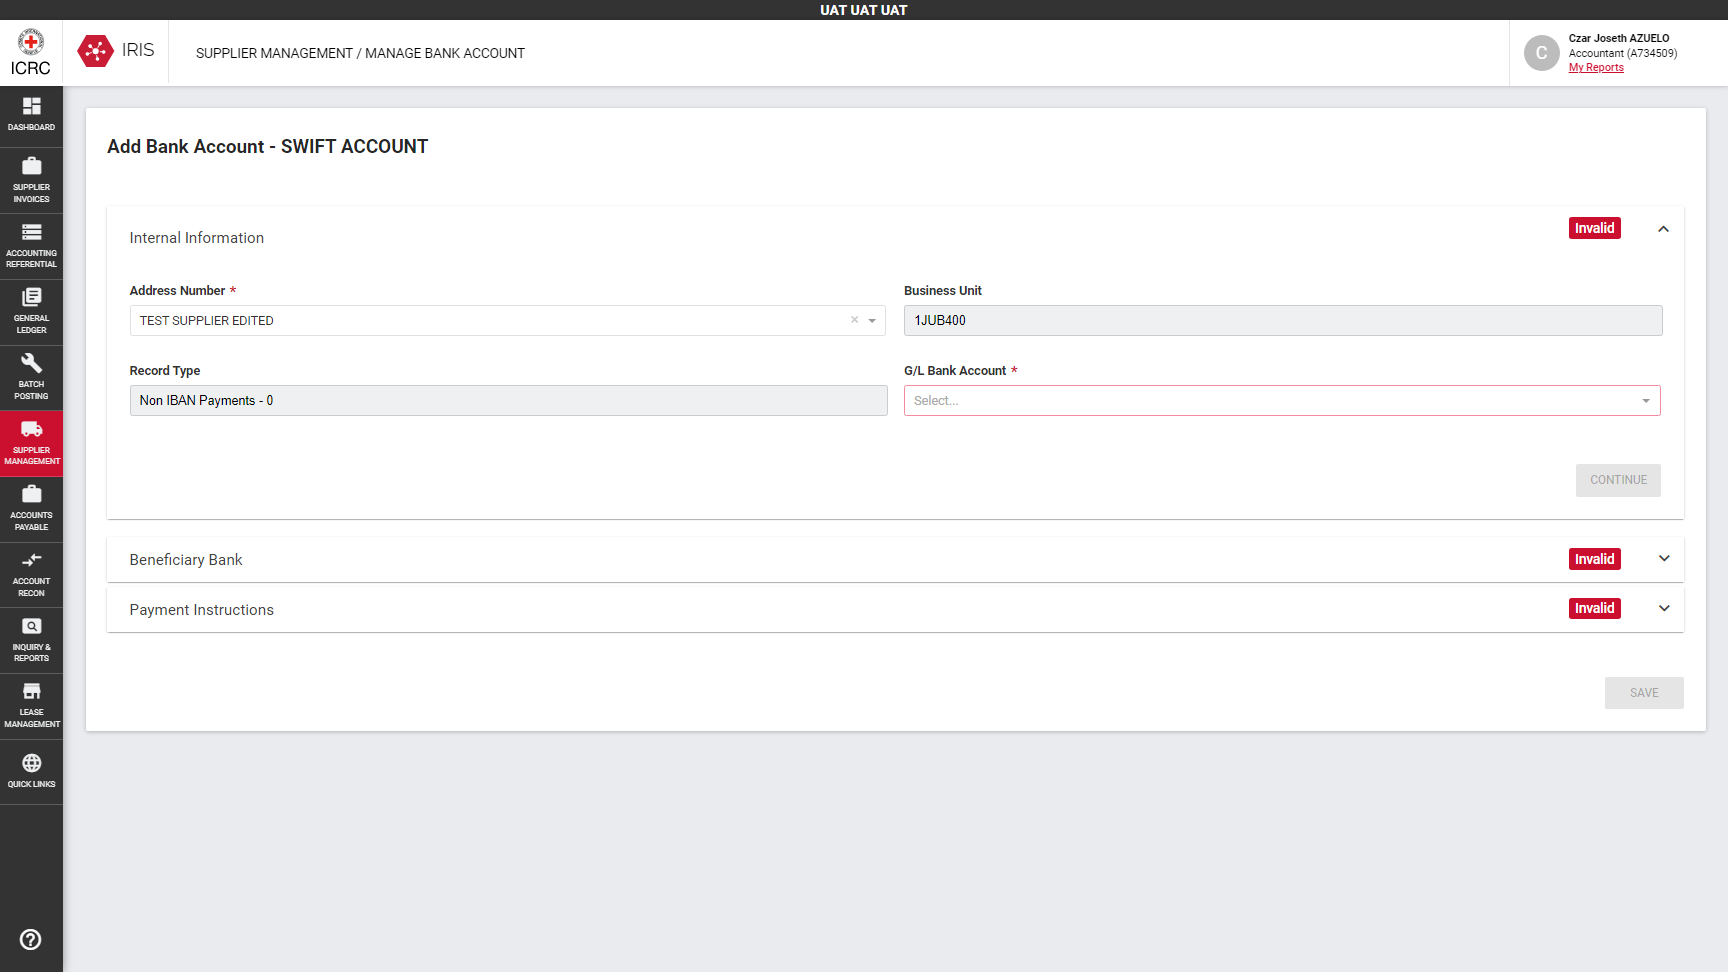 UAT UAT UAT
ICRC
IRIS
SUPPLIER MANAGEMENT / MANAGE BANK ACCOUNT
C
Czar Joseth AZUELO
Accountant (A734509)
My Reports
DASHBOARD
SUPPLIER
INVOICES
ACCOUNTING
REFERENTIAL
GENERAL
LEDGER
BATCH
POSTING
SUPPLIER
MANAGEMENT
ACCOUNTS
PAYABLE
ACCOUNT
RECON
INQUIRY &
REPORTS
LEASE
MANAGEMENT
QUICK LINKS
Add Bank Account - SWIFT ACCOUNT
Internal Information
Invalid
Address Number *
TEST SUPPLIER EDITED
Business Unit
1JUB400
Record Type
Non IBAN Payments - 0
G/L Bank Account *
Select...
CONTINUE
Beneficiary Bank
Invalid
Payment Instructions
Invalid
SAVE